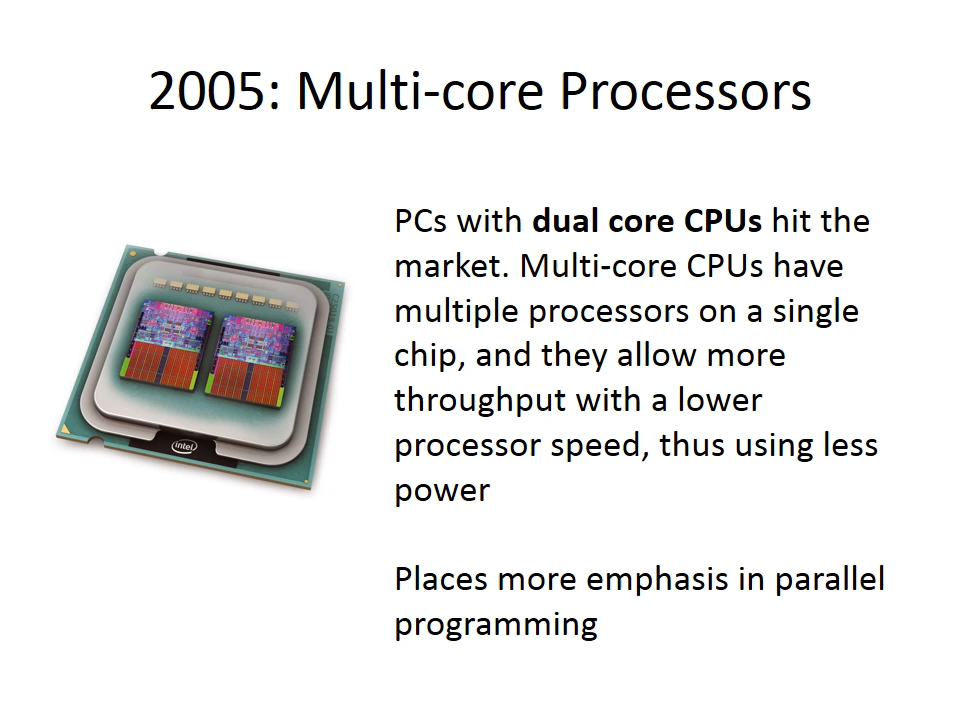 2005: Multi-core Processors
PCs with dual core CPUs hit the
market. Multi-core CPUs have
multiple processors on a single
chip, and they allow more
throughput with a lower
processor speed, thus using less
power
intel
Places more emphasis in parallel
programming